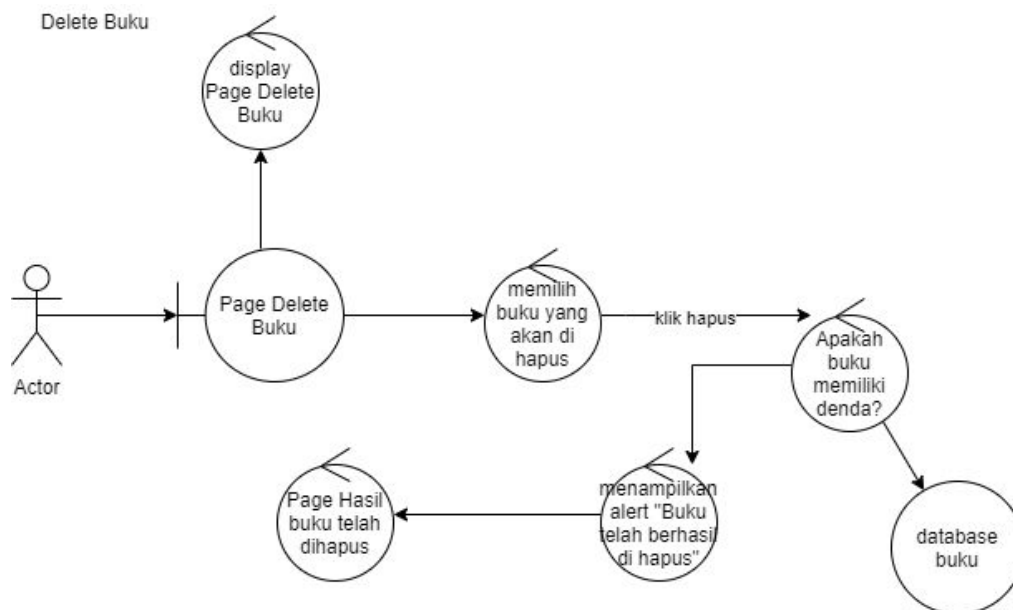 Delete Buku
display
Page Delete
Buku
Page Delete
Buku
memilih
buku yang
akan di
hapus
klik hapus
Apakah
buku
memiliki
denda?
Actor
Page Hasil
buku telah
dihapus
menampilkan
alert "Buku
telah berhasil
di hapus"
database
buku